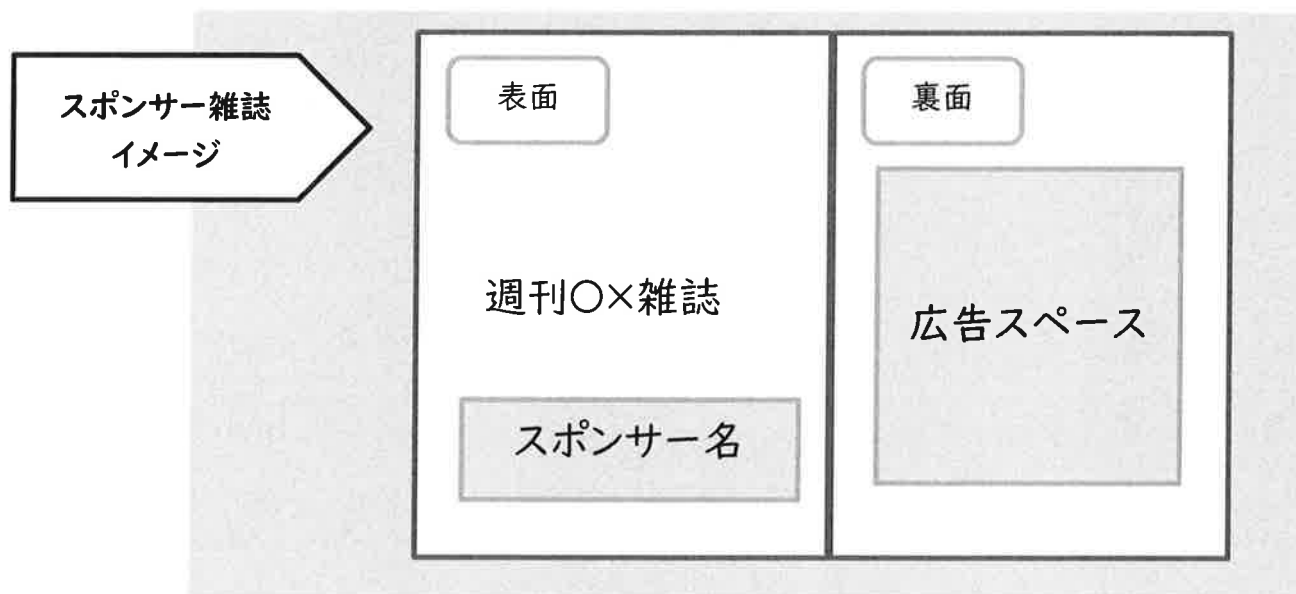 スポンサー雑誌
イメージ
表面
週刊〇×雑誌
スポンサー名
裏面
広告スペース